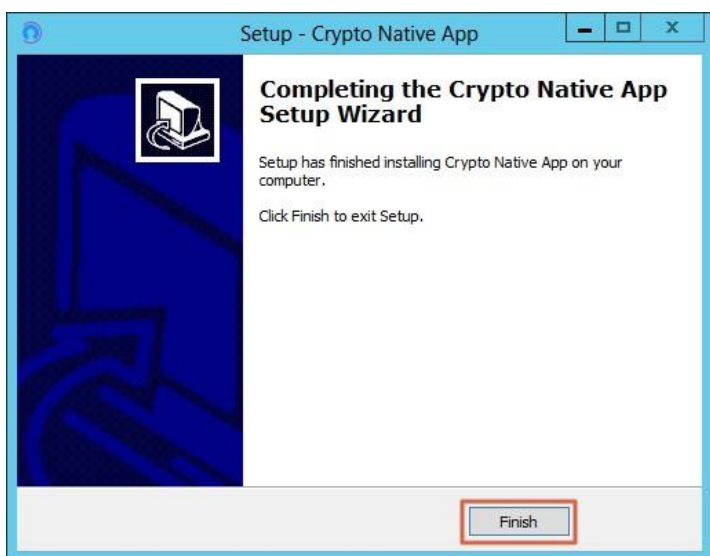 Setup - Crypto Native App
Completing the Crypto Native App
Setup Wizard
Setup has finished installing Crypto Native App on your
computer.
Click Finish to exit Setup.
Finish